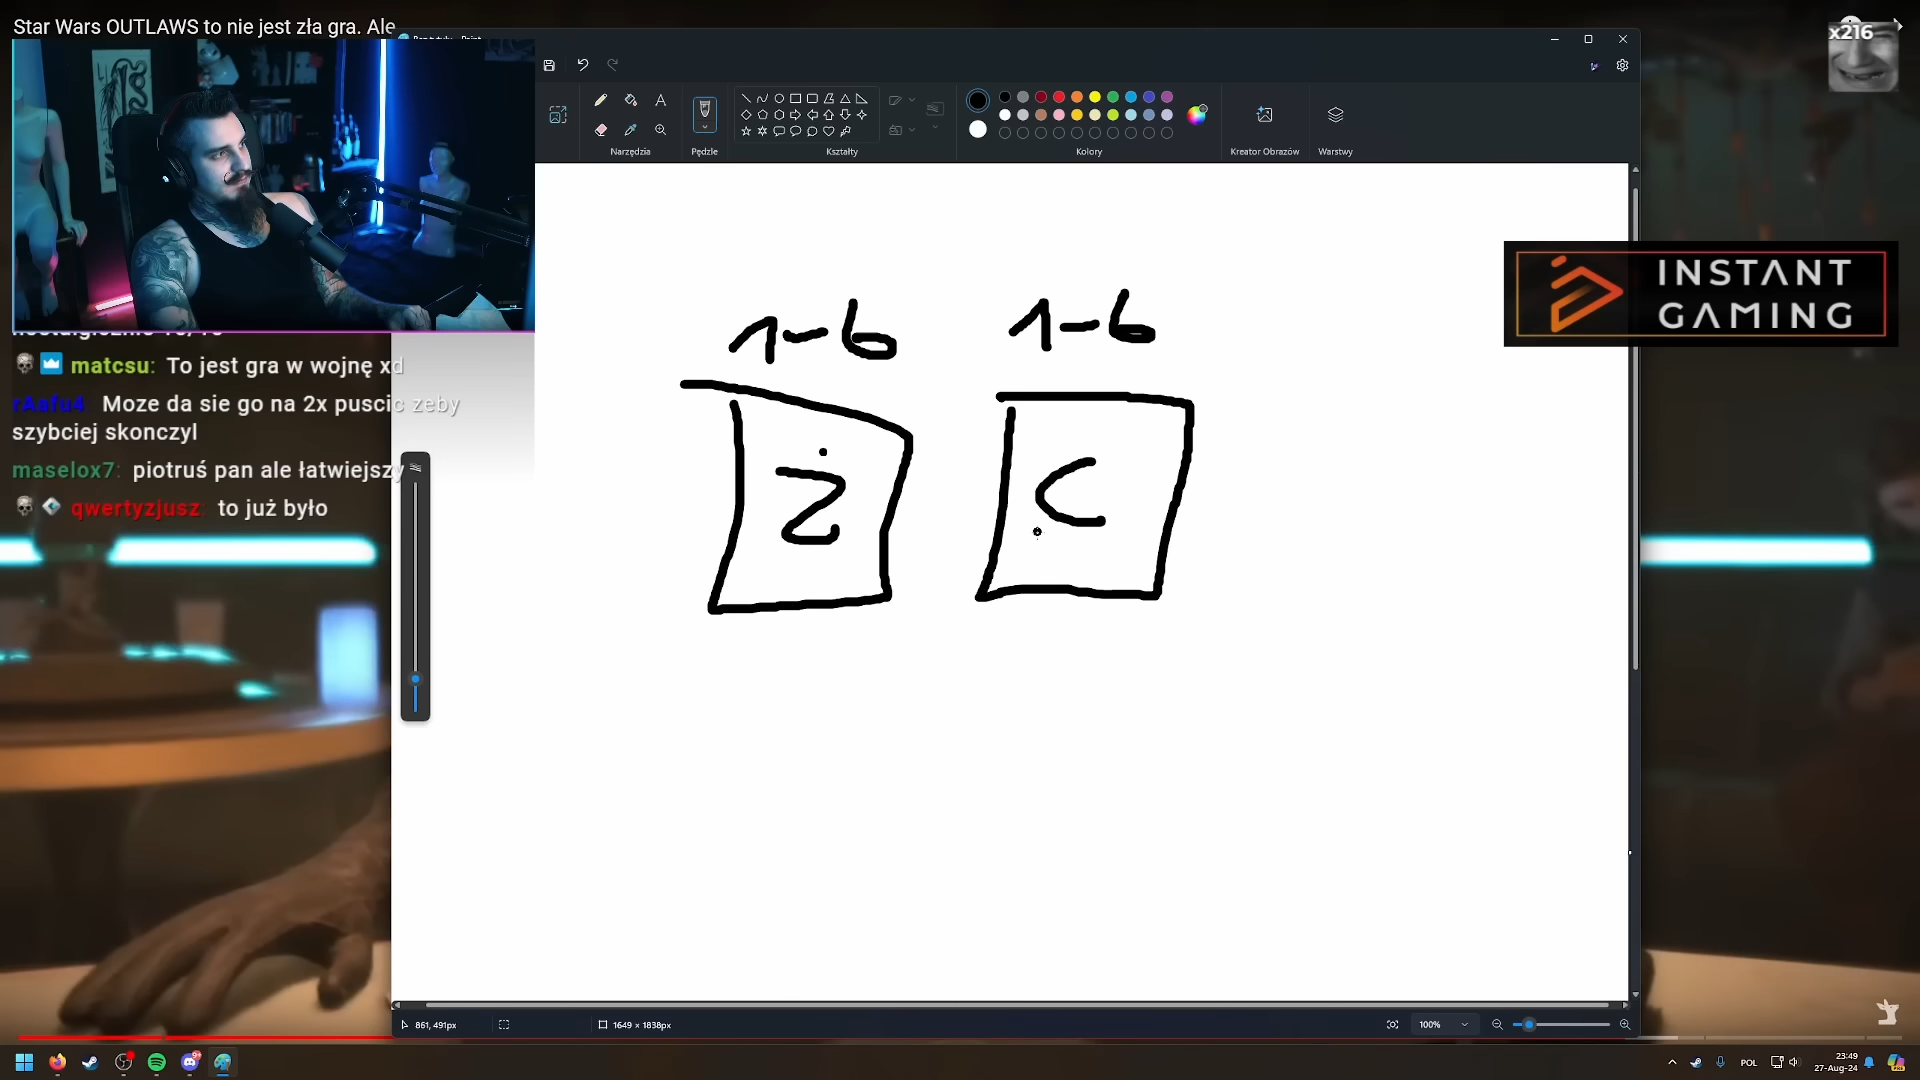 Star Wars OUTLAWS to nie jest zła gra. Ale
x216
Narzędzia
Pędzle
Kształty
Kolory
Kreator Obrazów
Warstwy
INSTANT
GAMING
1-6
1-6
Ż
C
matcsu: To jest gra w wojnę xd
rAafu4: Moze da sie go na 2x puscic zeby
szybciej skonczyl
maselox7: piotruś pan ale łatwiejszy
qwertyzjusz: to już było
861, 491px
1649 × 1838px
100%
POL
23:49
27-Aug-24